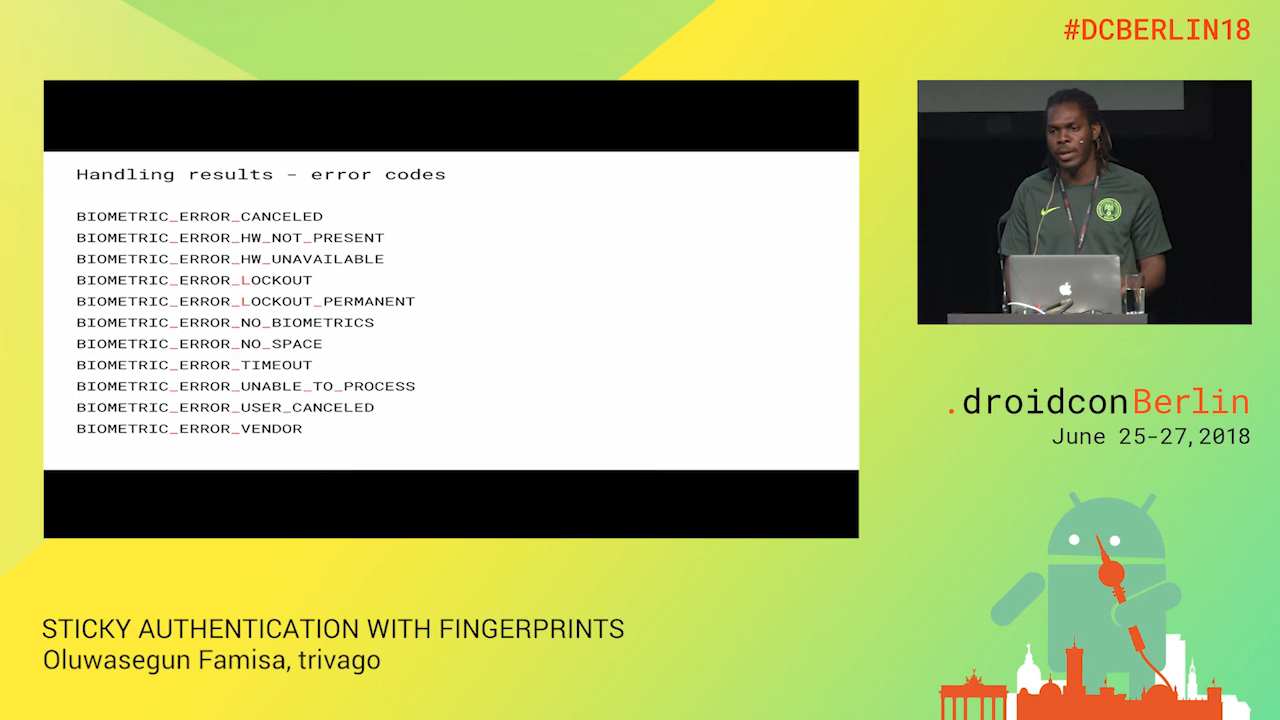 #DCBERLIN18
Handling results – error codes
BIOMETRIC_ERROR_CANCELED
BIOMETRIC_ERROR_HW_NOT_PRESENT
BIOMETRIC_ERROR_HW_UNAVAILABLE
BIOMETRIC_ERROR_LOCKOUT
BIOMETRIC_ERROR_LOCKOUT_PERMANENT
BIOMETRIC_ERROR_NO_BIOMETRICS
BIOMETRIC_ERROR_NO_SPACE
BIOMETRIC_ERROR_TIMEOUT
BIOMETRIC_ERROR_UNABLE_TO_PROCESS
BIOMETRIC_ERROR_USER_CANCELED
BIOMETRIC_ERROR_VENDOR
.droidconBerlin
June 25-27,2018
STICKY AUTHENTICATION WITH FINGERPRINTS
Oluwasegun Famisa, trivago